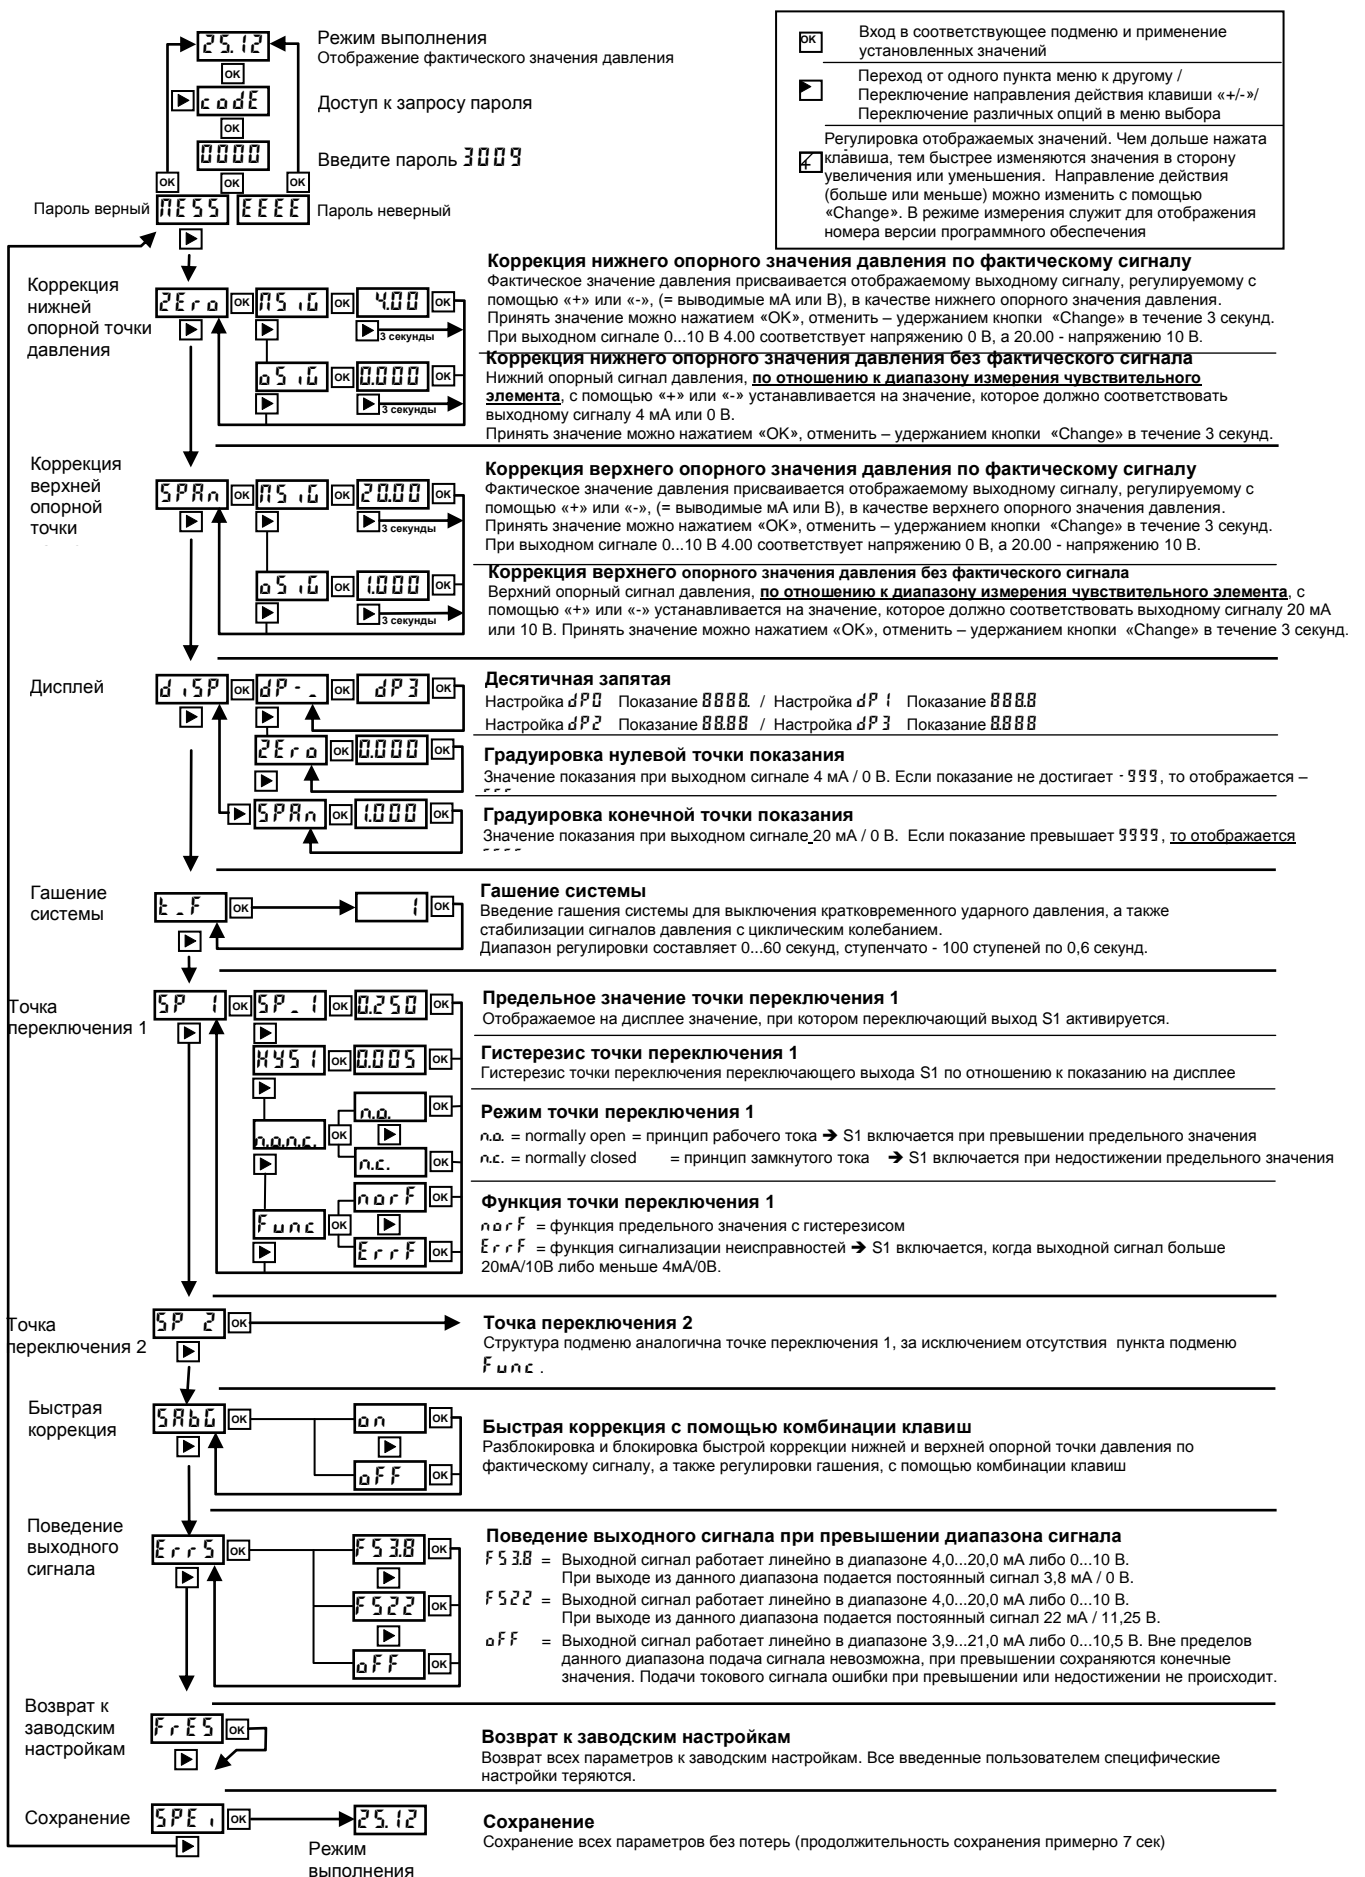 25.12
Режим выполнения
Отображение фактического значения давления
OK
codE
Доступ к запросу пароля
OK
0000
Введите пароль 3009
OK OK OK
Пароль верный MESS EEEE Пароль неверный
OK
Вход в соответствующее подменю и применение
установленных значений
Переход от одного пункта меню к другому /
Переключение направления действия клавиши «+/-»/
Переключение различных опций в меню выбора
Регулировка отображаемых значений. Чем дольше нажата
клавиша, тем быстрее изменяются значения в сторону
увеличения или уменьшения. Направление действия
(больше или меньше) можно изменить с помощью
«Change». В режиме измерения служит для отображения
номера версии программного обеспечения
Коррекция
нижней
опорной точки
давления
ZEro OK MSiG OK 4.00 OK
3 секунды
oSiG OK 0.000 OK
3 секунды
Коррекция нижнего опорного значения давления по фактическому сигналу
Фактическое значение давления присваивается отображаемому выходному сигналу, регулируемому с
помощью «+» или «-», (= выводимые мА или В), в качестве нижнего опорного значения давления.
Принять значение можно нажатием «OK», отменить – удержанием кнопки «Change» в течение 3 секунд.
При выходном сигнале 0...10 В 4.00 соответствует напряжению 0 В, а 20.00 - напряжению 10 В.
Коррекция нижнего опорного значения давления без фактического сигнала
Нижний опорный сигнал давления, по отношению к диапазону измерения чувствительного
элемента, с помощью «+» или «-» устанавливается на значение, которое должно соответствовать
выходному сигналу 4 мА или 0 В.
Принять значение можно нажатием «OK», отменить – удержанием кнопки «Change» в течение 3 секунд.
Коррекция
верхней
опорной
точки
SPAn OK MSiG OK 20.00 OK
3 секунды
oSiG OK 1.000 OK
3 секунды
Коррекция верхнего опорного значения давления по фактическому сигналу
Фактическое значение давления присваивается отображаемому выходному сигналу, регулируемому с
помощью «+» или «-», (= выводимые мА или В), в качестве верхнего опорного значения давления.
Принять значение можно нажатием «OK», отменить – удержанием кнопки «Change» в течение 3 секунд.
При выходном сигнале 0...10 В 4.00 соответствует напряжению 0 В, а 20.00 - напряжению 10 В.
Коррекция верхнего опорного значения давления без фактического сигнала
Верхний опорный сигнал давления, по отношению к диапазону измерения чувствительного элемента, с
помощью «+» или «-» устанавливается на значение, которое должно соответствовать выходному сигналу 20 мА
или 10 В. Принять значение можно нажатием «OK», отменить – удержанием кнопки «Change» в течение 3 секунд.
Дисплей
diSP OK dP-_ OK dP3 OK
ZEro OK 0.000 OK
SPAn OK 1.000 OK
Десятичная запятая
Настройка dP0 Показание 8888. / Настройка dP1 Показание 888.8
Настройка dP2 Показание 88.88 / Настройка dP3 Показание 8.888
Градуировка нулевой точки показания
Значение показания при выходном сигнале 4 мА / 0 В. Если показание не достигает -999, то отображается –
Градуировка конечной точки показания
Значение показания при выходном сигнале 20 мА / 0 В. Если показание превышает 9999, то отображается
Гашение
системы
t_F OK 1 OK
Гашение системы
Введение гашения системы для выключения кратковременного ударного давления, а также
стабилизации сигналов давления с циклическим колебанием.
Диапазон регулировки составляет 0...60 секунд, ступенчато - 100 ступеней по 0,6 секунд.
Точка
переключения 1
SP 1 OK SP_1 OK 0.250 OK
HYS1 OK 0.005 OK
n.o.n.c. OK n.o. OK
n.c. OK
Func OK norF OK
ErrF OK
Предельное значение точки переключения 1
Отображаемое на дисплее значение, при котором переключающий выход S1 активируется.
Гистерезис точки переключения 1
Гистерезис точки переключения переключающего выхода S1 по отношению к показанию на дисплее
Режим точки переключения 1
n.o. = normally open = принцип рабочего тока ➔ S1 включается при превышении предельного значения
n.c. = normally closed = принцип замкнутого тока ➔ S1 включается при недостижении предельного значения
Функция точки переключения 1
norF = функция предельного значения с гистерезисом
ErrF = функция сигнализации неисправностей ➔ S1 включается, когда выходной сигнал больше
20мА/10В либо меньше 4мА/0В.
Точка
переключения 2
SP 2 OK
Точка переключения 2
Структура подменю аналогична точке переключения 1, за исключением отсутствия пункта подменю
Func.
Быстрая
коррекция
SAbG OK on OK
oFF OK
Быстрая коррекция с помощью комбинации клавиш
Разблокировка и блокировка быстрой коррекции нижней и верхней опорной точки давления по
фактическому сигналу, а также регулировки гашения, с помощью комбинации клавиш
Поведение
выходного
сигнала
ErrS OK FS3.8 OK
FS22 OK
oFF OK
Поведение выходного сигнала при превышении диапазона сигнала
FS3.8 = Выходной сигнал работает линейно в диапазоне 4,0...20,0 мА либо 0...10 В.
При выходе из данного диапазона подается постоянный сигнал 3,8 мА / 0 В.
FS22 = Выходной сигнал работает линейно в диапазоне 4,0...20,0 мА либо 0...10 В.
При выходе из данного диапазона подается постоянный сигнал 22 мА / 11,25 В.
oFF = Выходной сигнал работает линейно в диапазоне 3,9...21,0 мА либо 0...10,5 В. Вне пределов
данного диапазона подача сигнала невозможна, при превышении сохраняются конечные
значения. Подачи токового сигнала ошибки при превышении или недостижении не происходит.
Возврат к
заводским
настройкам
FrES OK
Возврат к заводским настройкам
Возврат всех параметров к заводским настройкам. Все введенные пользователем специфические
настройки теряются.
Сохранение
SPEi OK 25.12
Режим
выполнения
Сохранение
Сохранение всех параметров без потерь (продолжительность сохранения примерно 7 сек)